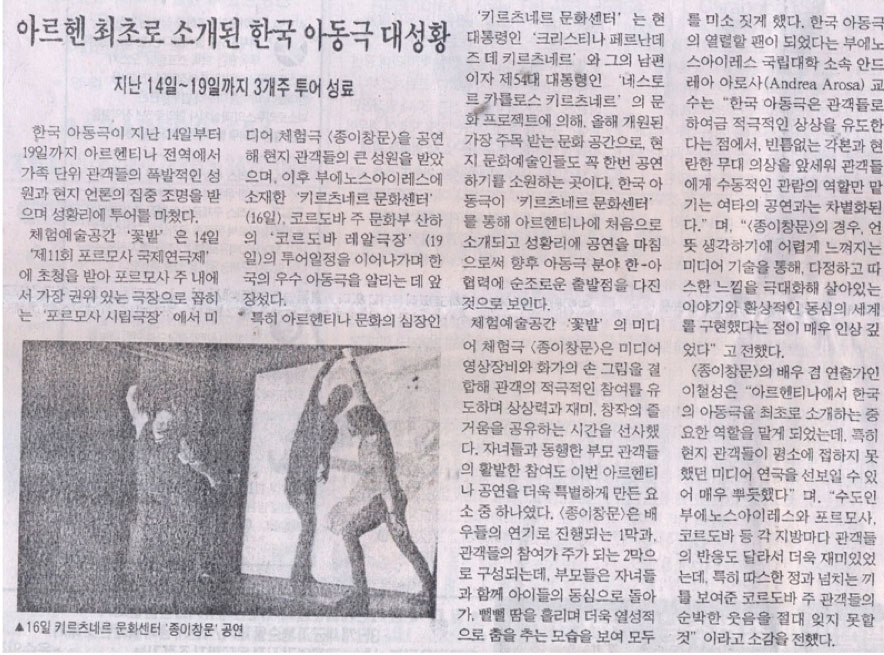 아르헨 최초로 소개된 한국 아동극 대성황
지난 14일~19일까지 3개주 투어 성료
한국 아동극이 지난 14일부터
19일까지 아르헨티나 전역에서
가족 단위 관객들의 폭발적인 성
원과 현지 언론의 집중 조명을 받
으며 성황리에 투어를 마쳤다.
체험예술공간 ‘꽃밭’ 은 14일
‘제11회 포르모사 국제연극제’
에 초청을 받아 포르모사 주 내에
서 가장 권위 있는 극장으로 꼽히
는 ‘포르모사 시립극장’ 에서 미
디어 체험극 〈종이창문〉을 공연
해 현지 관객들의 큰 성원을 받았
으며, 이후 부에노스아이레스에
소재한 ‘키르츠네르 문화센터’
(16일), 코르도바 주 문화부 산하
의 ‘코르도바 레알극장’ (19
일)의 투어일정을 이어나가며 한
국의 우수 아동극을 알리는 데 앞
장섰다.
특히 아르헨티나 문화의 심장인
‘키르츠네르 문화센터’ 는 현
대통령인 ‘크리스티나 페르난데
즈 데 키르츠네르’ 와 그의 남편
이자 제54대 대통령인 ‘네스토
르 카를로스 키르츠네르’ 의 문
화 프로젝트에 의해, 올해 개원된
가장 주목 받는 문화 공간으로, 현
지 문화예술인들도 꼭 한번 공연
하기를 소원하는 곳이다. 한국 아
동극이 ‘키르츠네르 문화센터’
를 통해 아르헨티나에 처음으로
소개되고 성황리에 공연을 마침
으로써 향후 아동극 분야 한-아
협력에 순조로운 출발점을 다진
것으로 보인다.
체험예술공간 ‘꽃밭’ 의 미디
어 체험극 〈종이창문〉은 미디어
영상장비와 화가의 손 그림을 결
합해 관객의 적극적인 참여를 유
도하며 상상력과 재미, 창작의 즐
거움을 공유하는 시간을 선사했
다. 자녀들과 동행한 부모 관객들
의 활발한 참여도 이번 아르헨티
나 공연을 더욱 특별하게 만든 요
소 중 하나였다. 〈종이창문〉은 배
우들의 연기로 진행되는 1막과,
관객들의 참여가 주가 되는 2막으
로 구성되는데, 부모들은 자녀들
과 함께 아이들의 동심으로 돌아
가, 뻘뻘 땀을 흘리며 더욱 열성적
으로 춤을 추는 모습을 보여 모두
를 미소 짓게 했다. 한국 아동극
의 열렬할 팬이 되었다는 부에노
스아이레스 국립대학 소속 안드
레아 아로사(Andrea Arosa) 교
수는 “한국 아동극은 관객들로
하여금 적극적인 상상을 유도한
다는 점에서, 빈틈없는 각본과 현
란한 무대 의상을 앞세워 관객들
에게 수동적인 관람의 역할만 맡
기는 여타의 공연과는 차별화된
다.” 며, “〈종이창문〉의 경우, 언
뜻 생각하기에 어렵게 느껴지는
미디어 기술을 통해, 다정하고 따
스한 느낌을 극대화해 살아있는
이야기와 환상적인 동심의 세계
를 구현했다는 점이 매우 인상 깊
었다” 고 전했다.
〈종이창문〉의 배우 겸 연출가인
이철성은 “아르헨티나에서 한국
의 아동극을 최초로 소개하는 중
요한 역할을 맡게 되었는데, 특히
현지 관객들이 평소에 접하지 못
했던 미디어 연극을 선보일 수 있
어 매우 뿌듯했다” 며, “수도인
부에노스아이레스와 포르모사,
코르도바 등 각 지방마다 관객들
의 반응도 달라서 더욱 재미있었
는데, 특히 따스한 정과 넘치는 끼
를 보여준 코르도바 주 관객들의
순박한 웃음을 절대 잊지 못할
것” 이라고 소감을 전했다.
▲16일 키르츠네르 문화센터 ‘종이창문’ 공연